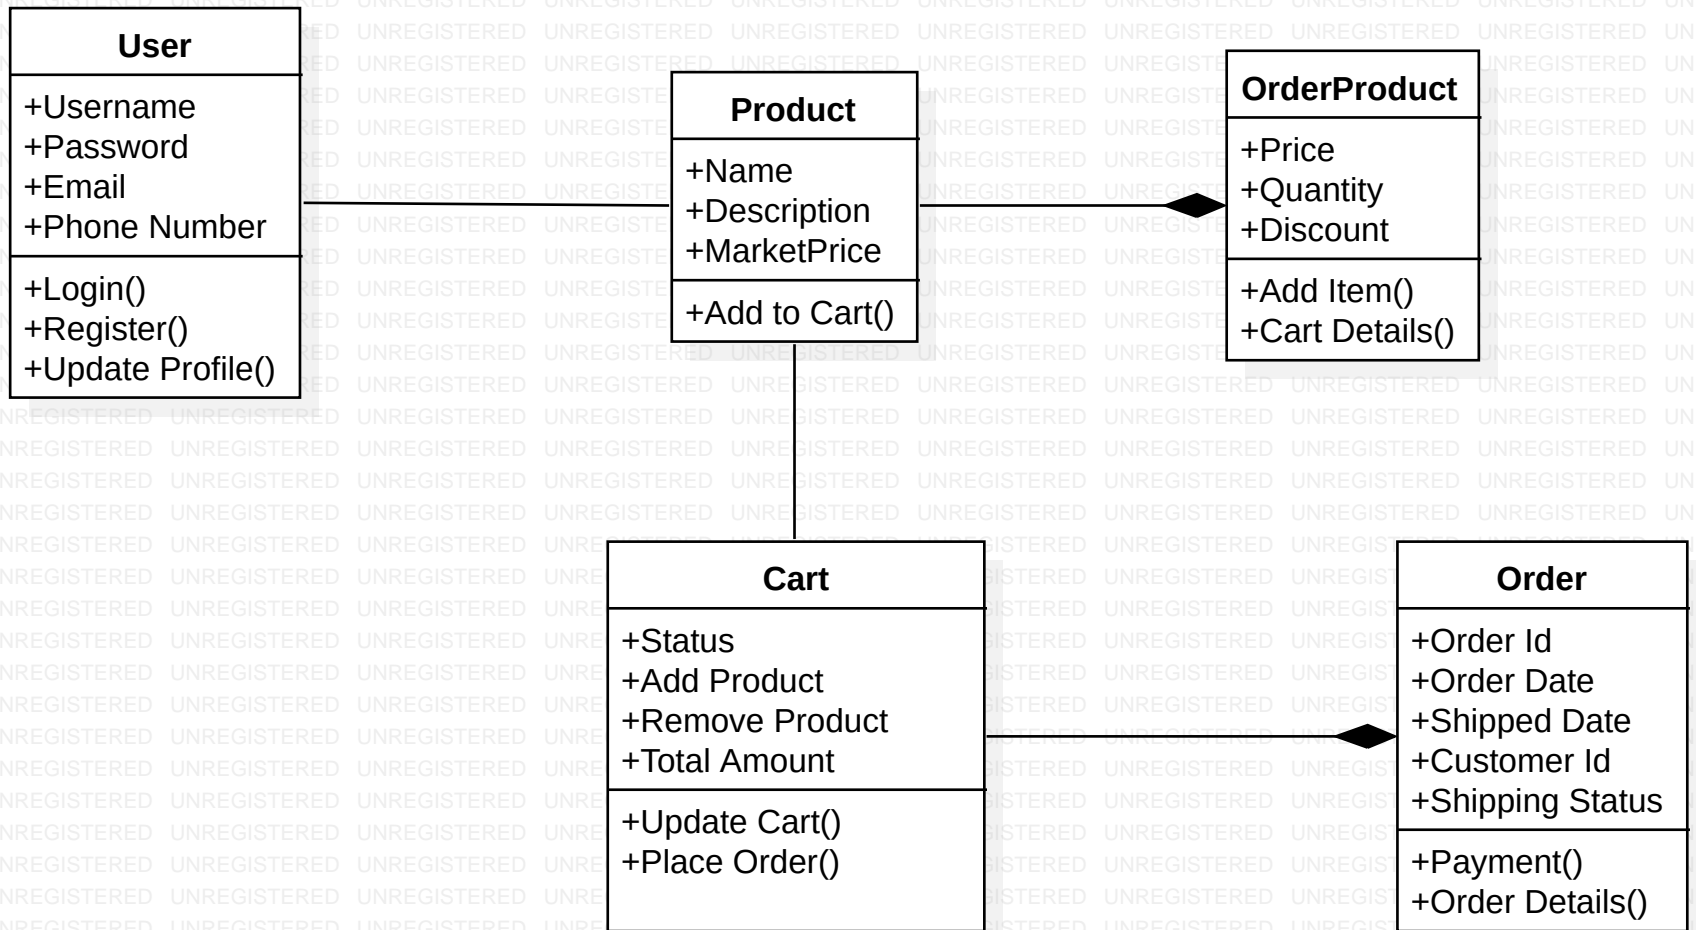 User
+Username
+Password
+Email
+Phone Number
+Login()
+Register()
+Update Profile()
Product
+Name
+Description
+MarketPrice
+Add to Cart()
OrderProduct
+Price
+Quantity
+Discount
+Add Item()
+Cart Details()
Cart
+Status
+Add Product
+Remove Product
+Total Amount
+Update Cart()
+Place Order()
Order
+Order Id
+Order Date
+Shipped Date
+Customer Id
+Shipping Status
+Payment()
+Order Details()
UNREGISTERED